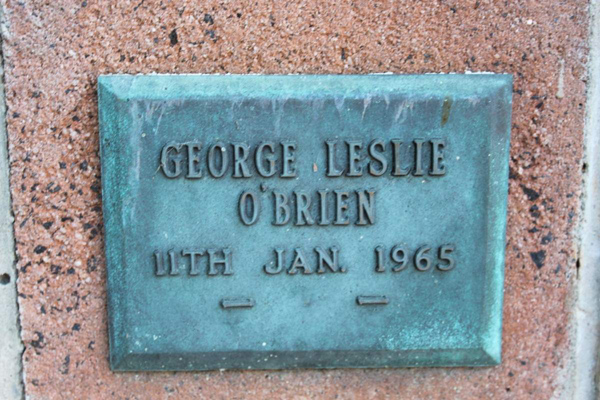 GEORGE LESLIE
O'BRIEN
11TH JAN. 1965
— —